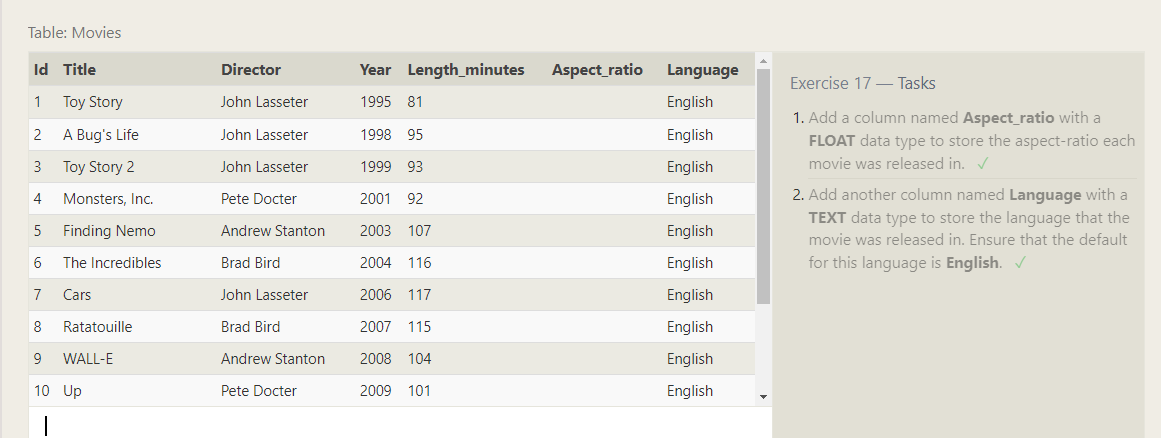 Table: Movies
Id Title Director Year Length_minutes Aspect_ratio Language
1 Toy Story John Lasseter 1995 81 English
2 A Bug's Life John Lasseter 1998 95 English
3 Toy Story 2 John Lasseter 1999 93 English
4 Monsters, Inc. Pete Docter 2001 92 English
5 Finding Nemo Andrew Stanton 2003 107 English
6 The Incredibles Brad Bird 2004 116 English
7 Cars John Lasseter 2006 117 English
8 Ratatouille Brad Bird 2007 115 English
9 WALL-E Andrew Stanton 2008 104 English
10 Up Pete Docter 2009 101 English
Exercise 17 — Tasks
1. Add a column named Aspect_ratio with a
FLOAT data type to store the aspect-ratio each
movie was released in. ✓
2. Add another column named Language with a
TEXT data type to store the language that the
movie was released in. Ensure that the default
for this language is English. ✓